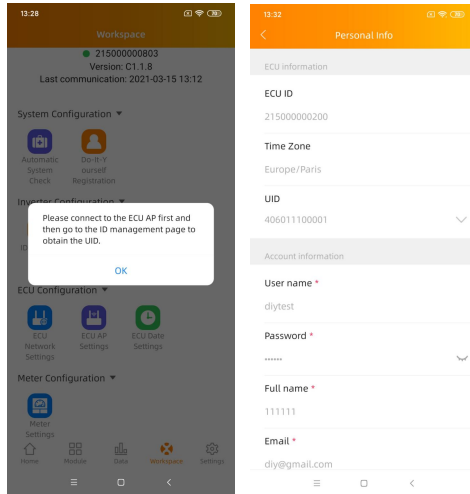 13:28
Workspace
215000000803
Version: C1.1.8
Last communication: 2021-03-15 13:12
System Configuration
Automatic
System
Check
Do-It-Y
ourself
Registration
Inverter Configuration
Please connect to the ECU AP first and
then go to the ID management page to
obtain the UID.
OK
ID
ECU Configuration
ECU
Network
Settings
ECU AP
Settings
ECU Date
Settings
Meter Configuration
Meter
Settings
Home
Module
Data
Workspace
Settings
13:32
Personal Info
ECU information
ECU ID
215000000200
Time Zone
Europe/Paris
UID
406011100001
Account information
User name *
diytest
Password *
••••••
Full name *
111111
Email *
diy@gmail.com